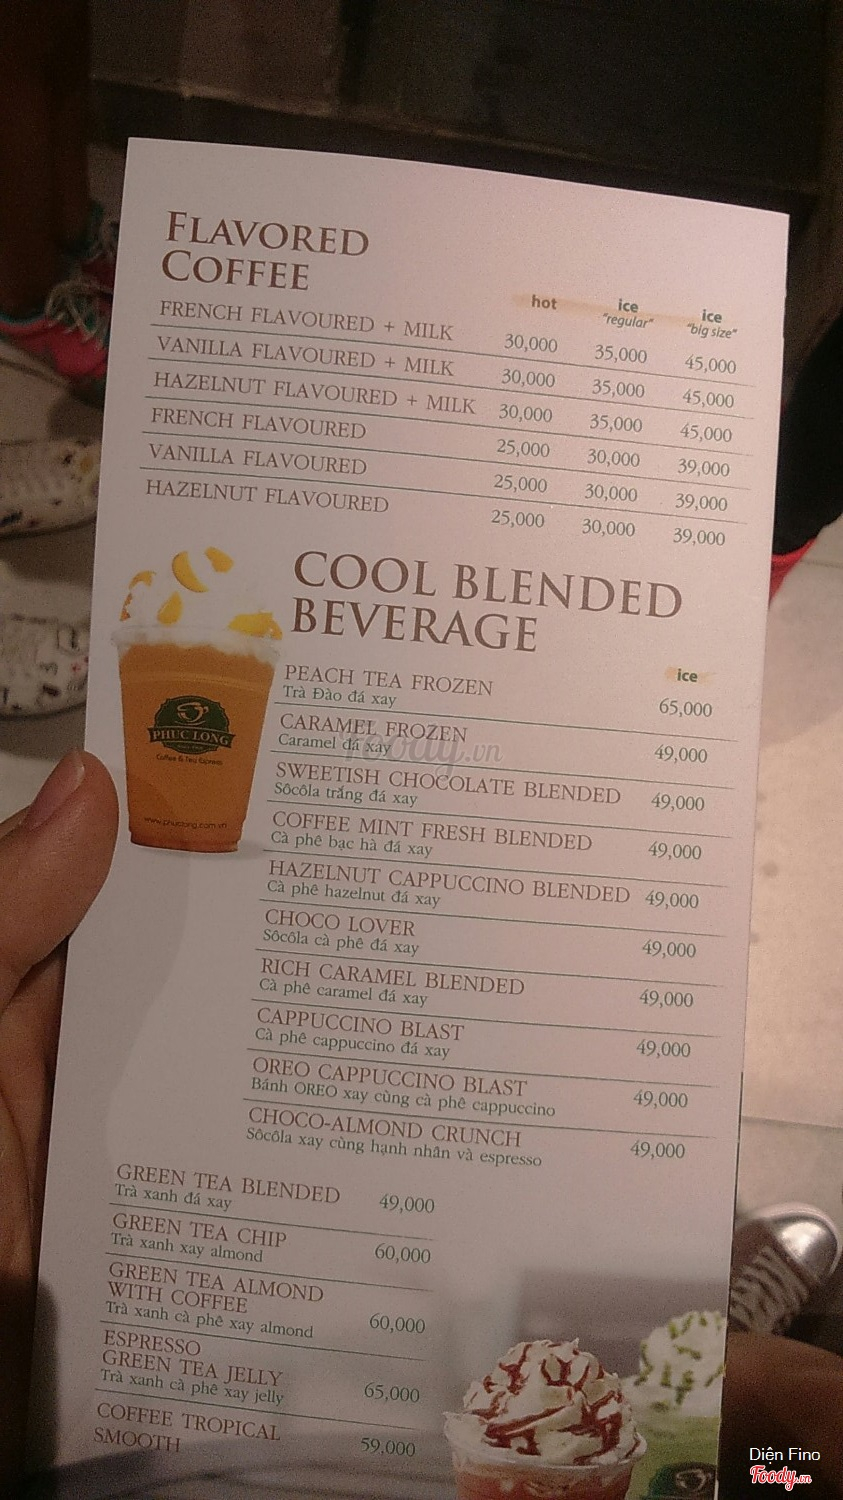 FLAVORED
COFFEE
hot ice ice
"regular" "big size"
FRENCH FLAVOURED + MILK 30,000 35,000 45,000
VANILLA FLAVOURED + MILK 30,000 35,000 45,000
HAZELNUT FLAVOURED + MILK 30,000 35,000 45,000
FRENCH FLAVOURED 25,000 30,000 39,000
VANILLA FLAVOURED 25,000 30,000 39,000
HAZELNUT FLAVOURED 25,000 30,000 39,000
COOL BLENDED
BEVERAGE
ice
PEACH TEA FROZEN 65,000
Trà Đào đá xay
CARAMEL FROZEN 49,000
Caramel đá xay
SWEETISH CHOCOLATE BLENDED 49,000
Sôcôla trắng đá xay
COFFEE MINT FRESH BLENDED 49,000
Cà phê bạc hà đá xay
HAZELNUT CAPPUCCINO BLENDED 49,000
Cà phê hazelnut đá xay
CHOCO LOVER 49,000
Sôcôla cà phê đá xay
RICH CARAMEL BLENDED 49,000
Cà phê caramel đá xay
CAPPUCCINO BLAST 49,000
Cà phê cappuccino đá xay
OREO CAPPUCCINO BLAST 49,000
Bánh OREO xay cùng cà phê cappuccino
CHOCO-ALMOND CRUNCH 49,000
Sôcôla xay cùng hạnh nhân và espresso
GREEN TEA BLENDED 49,000
Trà xanh đá xay
GREEN TEA CHIP 60,000
Trà xanh xay almond
GREEN TEA ALMOND
WITH COFFEE 60,000
Trà xanh cà phê xay almond
ESPRESSO
GREEN TEA JELLY 65,000
Trà xanh cà phê xay jelly
COFFEE TROPICAL
SMOOTH 59,000
PHUC LONG
Coffee & Tea Express
www.phuclong.com.vn
Foody.vn
Diện Fino
Foody.vn